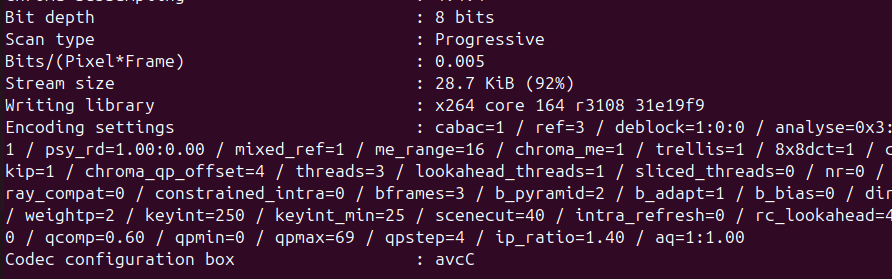 Bit depth : 8 bits
Scan type : Progressive
Bits/(Pixel*Frame) : 0.005
Stream size : 28.7 KiB (92%)
Writing library : x264 core 164 r3108 31e19f9
Encoding settings : cabac=1 / ref=3 / deblock=1:0:0 / analyse=0x3:
1 / psy_rd=1.00:0.00 / mixed_ref=1 / me_range=16 / chroma_me=1 / trellis=1 / 8x8dct=1 / c
kip=1 / chroma_qp_offset=4 / threads=3 / lookahead_threads=1 / sliced_threads=0 / nr=0 /
ray_compat=0 / constrained_intra=0 / bframes=3 / b_pyramid=2 / b_adapt=1 / b_bias=0 / dir
/ weightp=2 / keyint=250 / keyint_min=25 / scenecut=40 / intra_refresh=0 / rc_lookahead=4
0 / qcomp=0.60 / qpmin=0 / qpmax=69 / qpstep=4 / ip_ratio=1.40 / aq=1:1.00
Codec configuration box : avcC